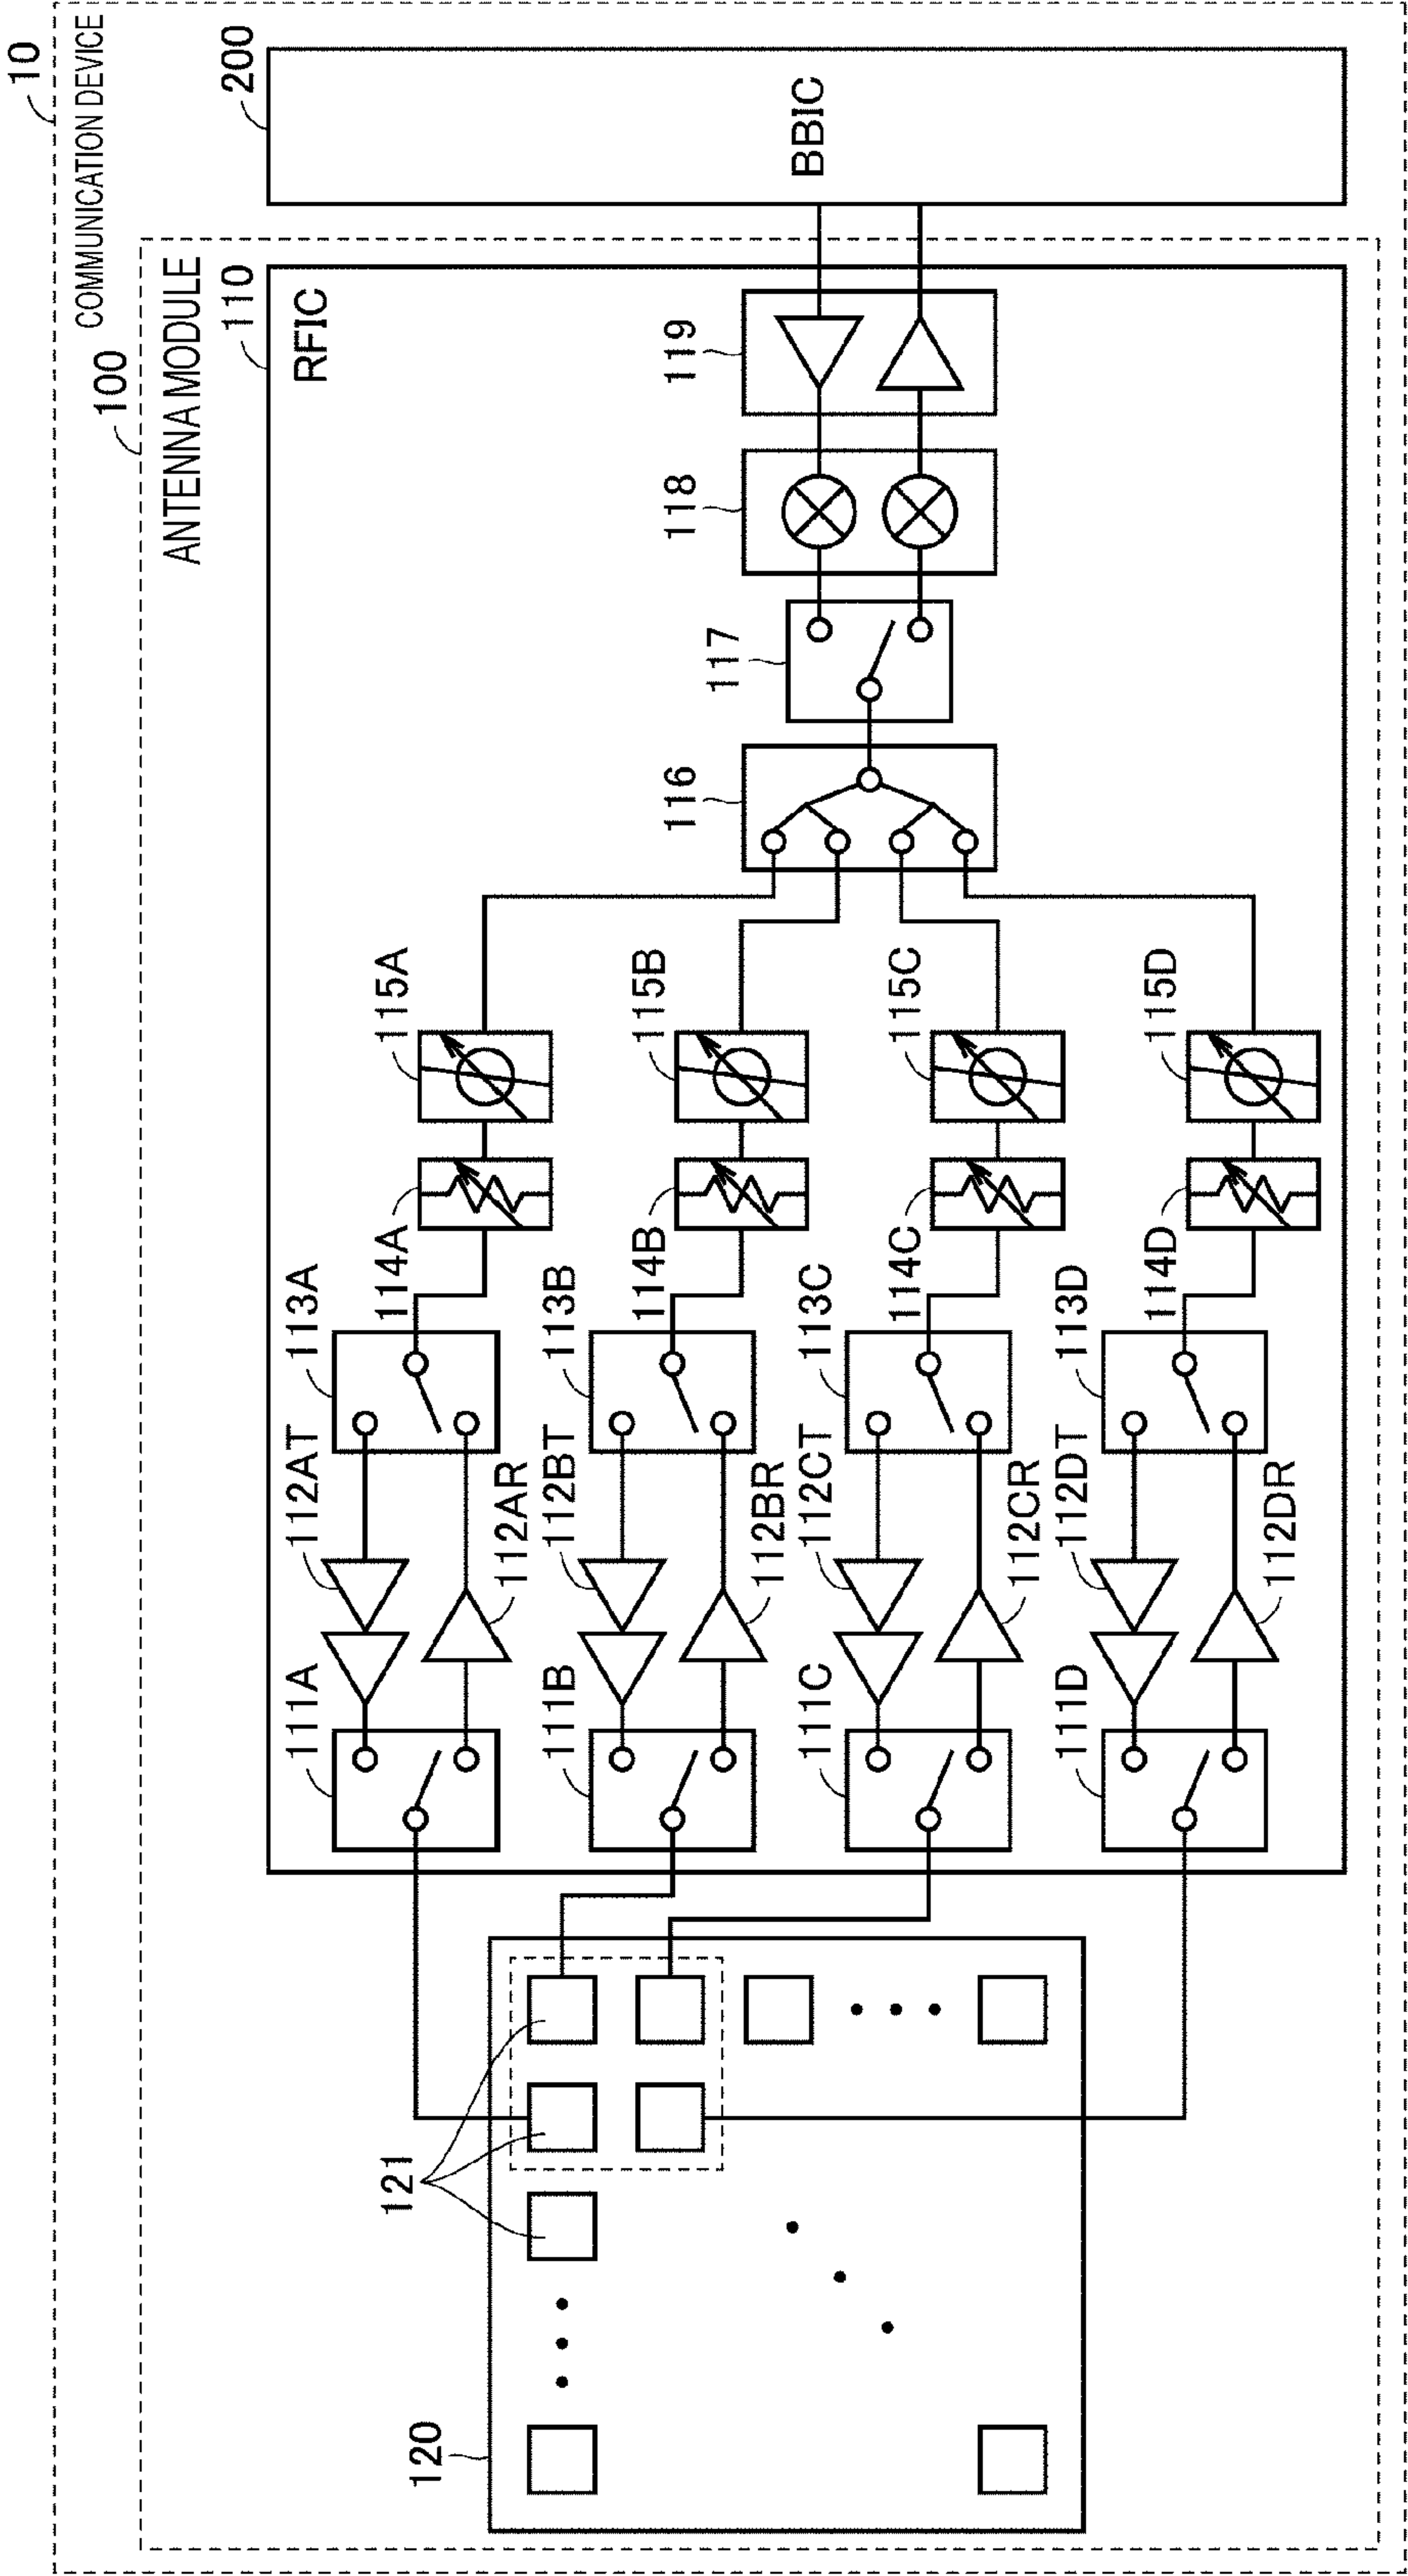 10
COMMUNICATION DEVICE
100
ANTENNA MODULE
200
BBIC
110
RFIC
119
118
117
116
115A
115B
115C
115D
114A
114B
114C
114D
113A
113B
113C
113D
112AT
112BT
112CT
112DT
112AR
112BR
112CR
112DR
111A
111B
111C
111D
121
120